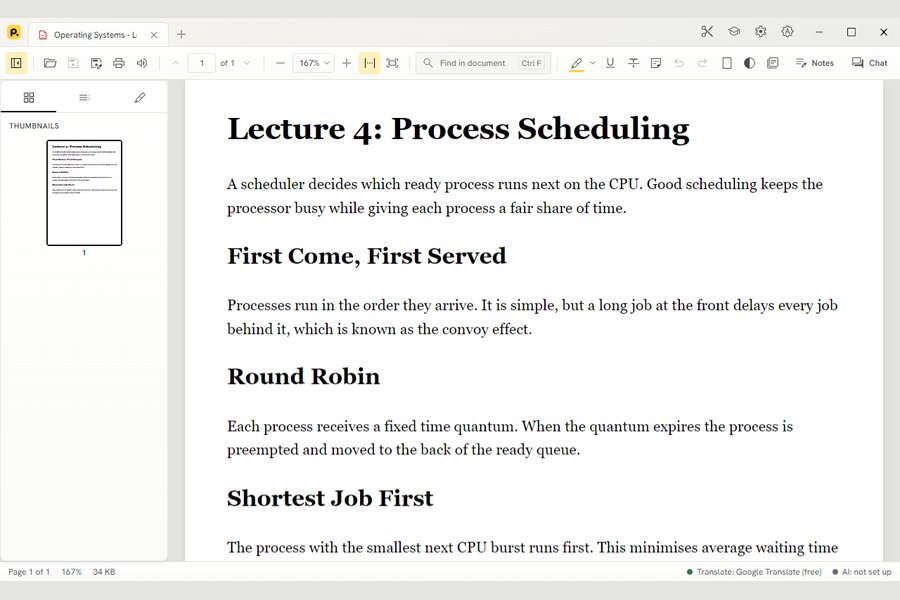 P.
Operating Systems - L
1 of 1
167%
Find in document
Ctrl F
Notes
Chat
THUMBNAILS
1
Lecture 4: Process Scheduling
A scheduler decides which ready process runs next on the CPU. Good scheduling keeps the
processor busy while giving each process a fair share of time.
First Come, First Served
Processes run in the order they arrive. It is simple, but a long job at the front delays every job
behind it, which is known as the convoy effect.
Round Robin
Each process receives a fixed time quantum. When the quantum expires the process is
preempted and moved to the back of the ready queue.
Shortest Job First
The process with the smallest next CPU burst runs first. This minimises average waiting time
Page 1 of 1
167%
34 KB
Translate: Google Translate (free)
AI: not set up